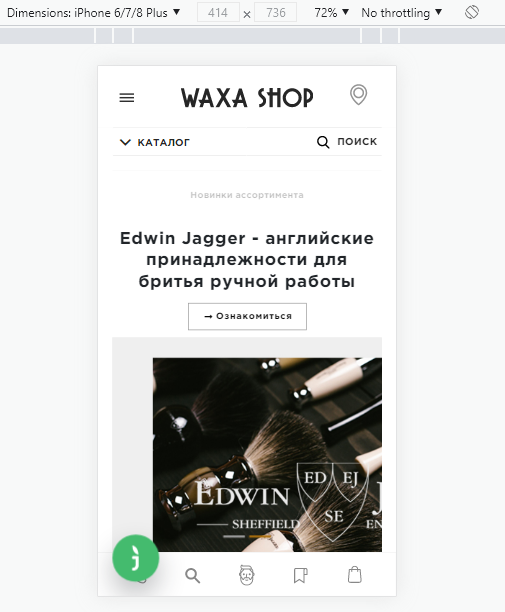 Dimensions: iPhone 6/7/8 Plus ▼ 414 × 736 72% ▼ No throttling ▼
WAXA SHOP
КАТАЛОГ ПОИСК
Новинки ассортимента
Edwin Jagger - английские
принадлежности для
бритья ручной работы
→ Ознакомиться
ED EJ
EDWIN J
SE
SHEFFIELD EN